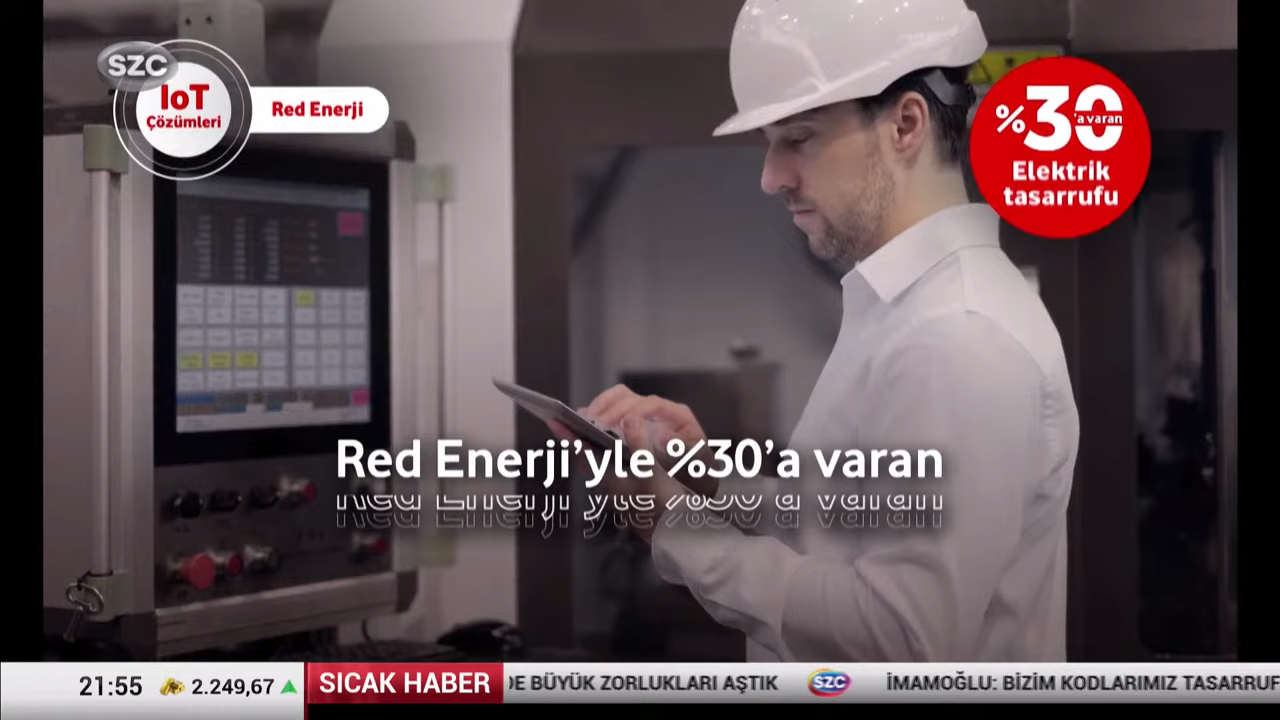 SZC
IoT
Çözümleri
Red Enerji
%30'a varan
Elektrik
tasarrufu
Red Enerji’yle %30’a varan
21:55
2.249,67
SICAK HABER
BÜYÜK ZORLUKLARI AŞTIK
SZC
İMAMOĞLU: BİZİM KODLARIMIZ